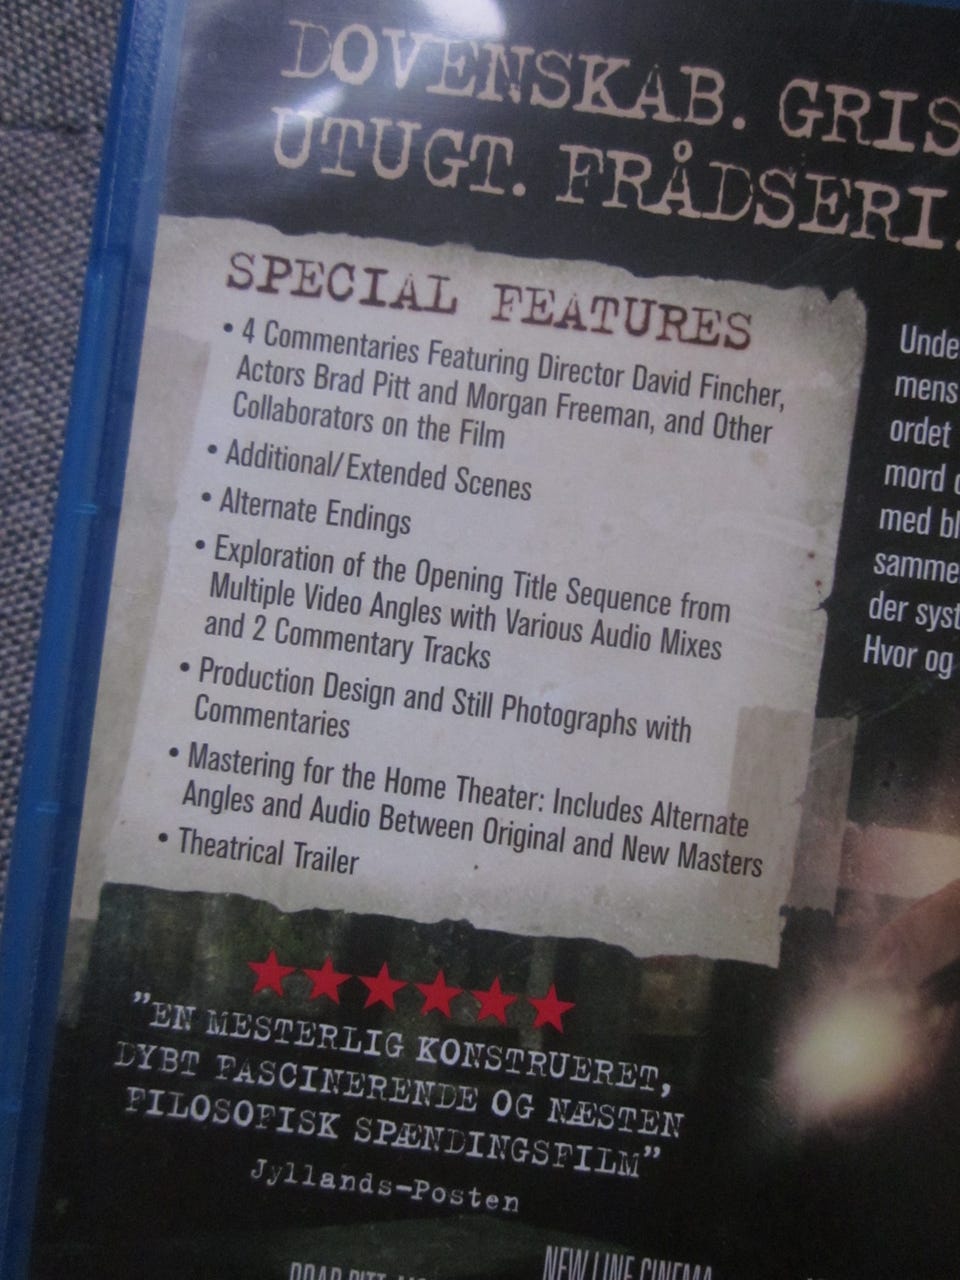 DOVENSKAB. GRIS
UTUGT. FRÅDSERI.
SPECIAL FEATURES
• 4 Commentaries Featuring Director David Fincher,
Actors Brad Pitt and Morgan Freeman, and Other
Collaborators on the Film
• Additional/Extended Scenes
• Alternate Endings
• Exploration of the Opening Title Sequence from
Multiple Video Angles with Various Audio Mixes
and 2 Commentary Tracks
• Production Design and Still Photographs with
Commentaries
• Mastering for the Home Theater: Includes Alternate
Angles and Audio Between Original and New Masters
• Theatrical Trailer
Unde
mens
ordet
mord
med bl
samme
der syst
Hvor og
"EN MESTERLIG KONSTRUERET,
DYBT FASCINERENDE OG NÆSTEN
FILOSOFISK SPÆNDINGSFILM"
Jyllands-Posten
NEW LINE CINEMA